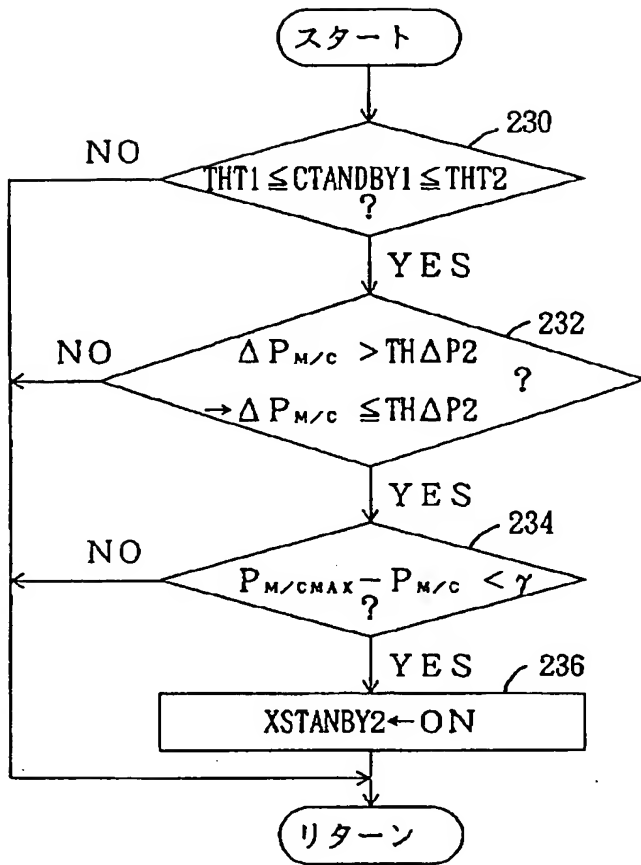 スタート
230
NO
THT1≦CTANDBY1≦THT2
?
YES
232
NO
ΔP_M/C >THΔP2
?
→ΔP_M/C ≦THΔP2
YES
234
NO
P_M/CMAX−P_M/C <γ
?
YES
236
XSTANBY2←ON
リターン